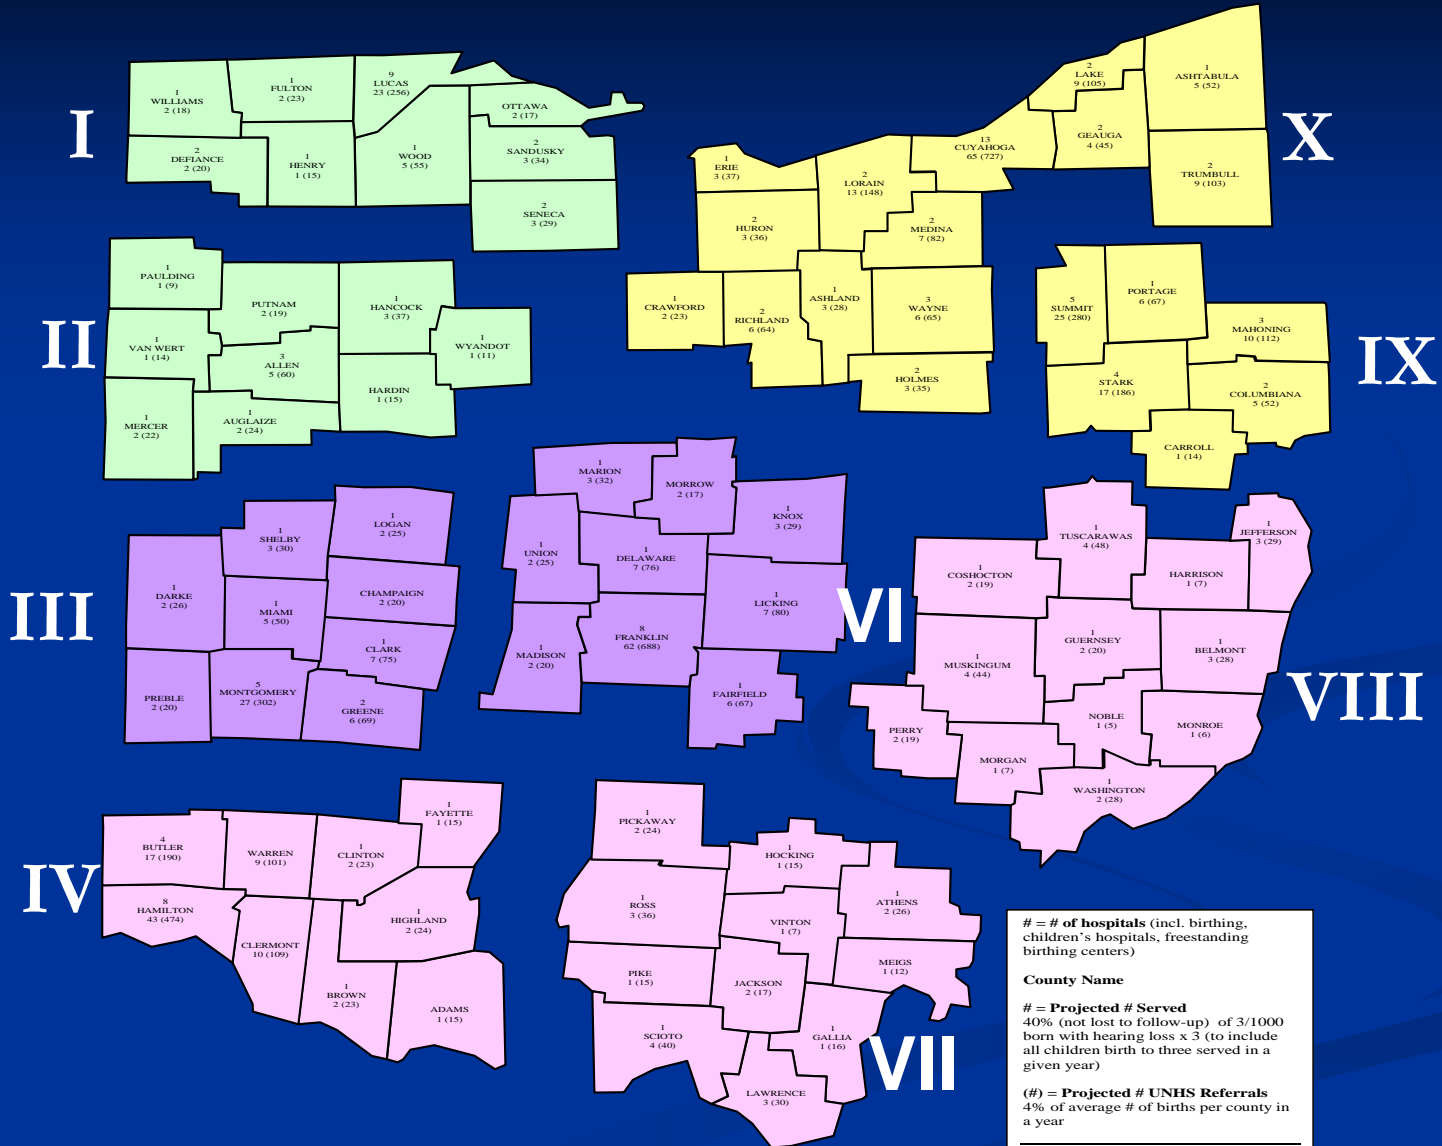 I
1
WILLIAMS
2 (18)
1
FULTON
2 (23)
9
LUCAS
23 (256)
OTTAWA
2 (17)
2
DEFIANCE
2 (20)
1
HENRY
1 (15)
1
WOOD
5 (55)
2
SANDUSKY
3 (34)
2
SENECA
3 (29)
X
2
LAKE
9 (105)
1
ASHTABULA
5 (52)
2
GEAUGA
4 (45)
13
CUYAHOGA
65 (727)
2
TRUMBULL
9 (103)
1
ERIE
3 (37)
2
LORAIN
13 (148)
2
HURON
3 (36)
2
MEDINA
7 (82)
1
CRAWFORD
2 (23)
2
RICHLAND
6 (64)
1
ASHLAND
3 (28)
3
WAYNE
6 (65)
2
HOLMES
3 (35)
II
1
PAULDING
1 (9)
PUTNAM
2 (19)
1
HANCOCK
3 (37)
1
VAN WERT
1 (14)
3
ALLEN
5 (60)
1
WYANDOT
1 (11)
HARDIN
1 (15)
1
MERCER
2 (22)
1
AUGLAIZE
2 (24)
IX
5
SUMMIT
25 (280)
1
PORTAGE
6 (67)
3
MAHONING
10 (112)
4
STARK
17 (186)
2
COLUMBIANA
5 (52)
CARROLL
1 (14)
III
1
SHELBY
3 (30)
1
LOGAN
2 (25)
1
DARKE
2 (26)
1
MIAMI
5 (50)
CHAMPAIGN
2 (20)
1
CLARK
7 (75)
PREBLE
2 (20)
5
MONTGOMERY
27 (302)
2
GREENE
6 (69)
VI
1
MARION
3 (32)
MORROW
2 (17)
1
KNOX
3 (29)
1
UNION
2 (25)
1
DELAWARE
7 (76)
1
LICKING
7 (80)
1
MADISON
2 (20)
8
FRANKLIN
62 (688)
1
FAIRFIELD
6 (67)
VIII
1
TUSCARAWAS
4 (48)
1
JEFFERSON
3 (29)
1
COSHOCTON
2 (19)
HARRISON
1 (7)
1
GUERNSEY
2 (20)
1
BELMONT
3 (28)
1
MUSKINGUM
4 (44)
PERRY
2 (19)
NOBLE
1 (5)
MONROE
1 (6)
MORGAN
1 (7)
1
WASHINGTON
2 (28)
IV
4
BUTLER
17 (190)
WARREN
9 (101)
1
CLINTON
2 (23)
1
FAYETTE
1 (15)
8
HAMILTON
43 (474)
CLERMONT
10 (109)
1
HIGHLAND
2 (24)
1
BROWN
2 (23)
ADAMS
1 (15)
VII
1
PICKAWAY
2 (24)
1
HOCKING
1 (15)
1
ROSS
3 (36)
VINTON
1 (7)
1
ATHENS
2 (26)
PIKE
1 (15)
JACKSON
2 (17)
MEIGS
1 (12)
1
SCIOTO
4 (40)
1
GALLIA
1 (16)
LAWRENCE
3 (30)
# = # of hospitals (incl. birthing,
children's hospitals, freestanding
birthing centers)
County Name
# = Projected # Served
40% (not lost to follow-up) of 3/1000
born with hearing loss x 3 (to include
all children birth to three served in a
given year)
(#) = Projected # UNHS Referrals
4% of average # of births per county in
a year